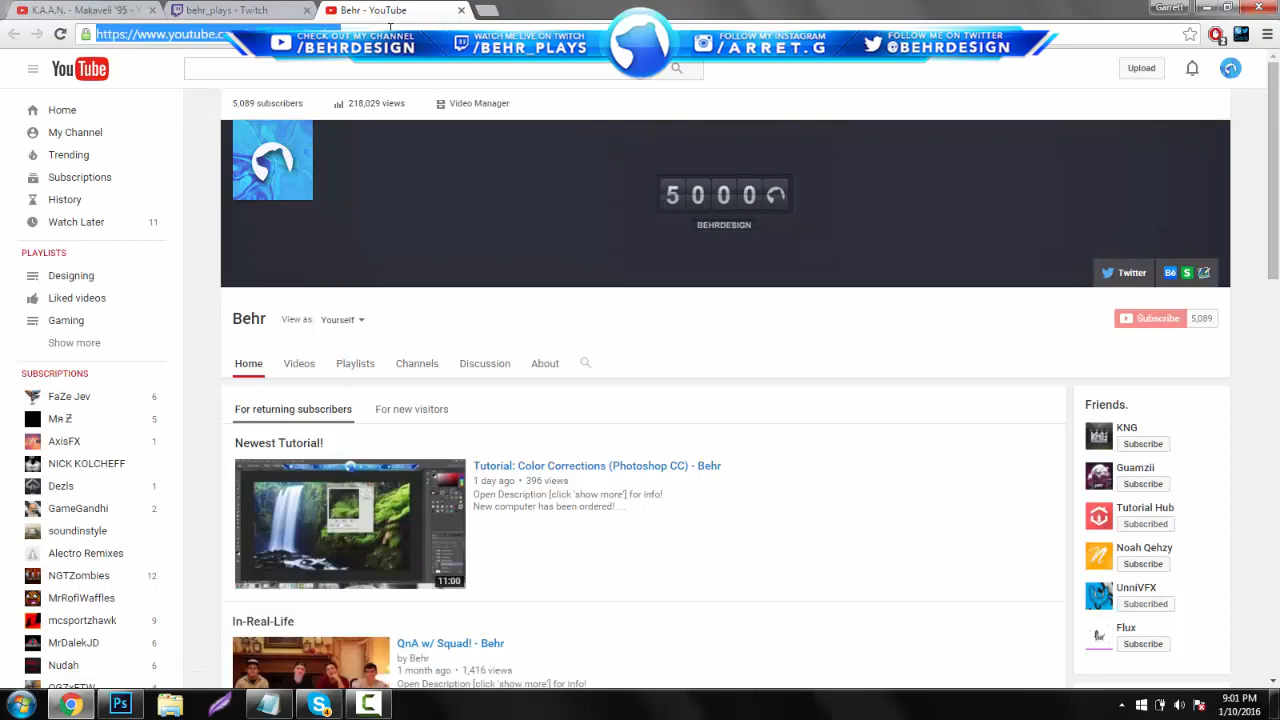 K.A.A.N. - Makaveli '95 - Y
behr_plays - Twitch
Behr - YouTube
Garrett
https://www.youtube.c
CHECK OUT MY CHANNEL
/BEHRDESIGN
WATCH ME LIVE ON TWITCH
/BEHR_PLAYS
FOLLOW MY INSTAGRAM
/ARRET.G
FOLLOW ME ON TWITTER
@BEHRDESIGN
2
YouTube
Upload
5,089 subscribers
218,029 views
Video Manager
Home
My Channel
Trending
Subscriptions
History
Watch Later 11
PLAYLISTS
Designing
Liked videos
Gaming
Show more
SUBSCRIPTIONS
FaZe Jev 6
Mя Ƶ 5
AxisFX 1
NICK KOLCHEFF
Dezls 1
GameGandhi 2
soundinstyle
Alectro Remixes
NGTZombies 12
MrRoflWaffles
mcsportzhawk 9
MrDalekJD 6
Nudah 6
5000
BEHRDESIGN
Twitter
Bē S
Behr
View as: Yourself
Subscribe 5,089
Home Videos Playlists Channels Discussion About
For returning subscribers
For new visitors
Newest Tutorial!
Tutorial: Color Corrections (Photoshop CC) - Behr
1 day ago • 396 views
Open Description [click 'show more'] for info!
New computer has been ordered! ...
11:00
In-Real-Life
QnA w/ Squad! - Behr
by Behr
1 month ago • 1,416 views
Open Description [click 'show more'] for info!
Friends.
KNG
Subscribe
Guamzii
Subscribe
Tutorial Hub
Subscribed
Noah Qehzy
Subscribe
UnniVFX
Subscribed
Flux
Subscribe
Ps
S 4
C
9:01 PM
1/10/2016